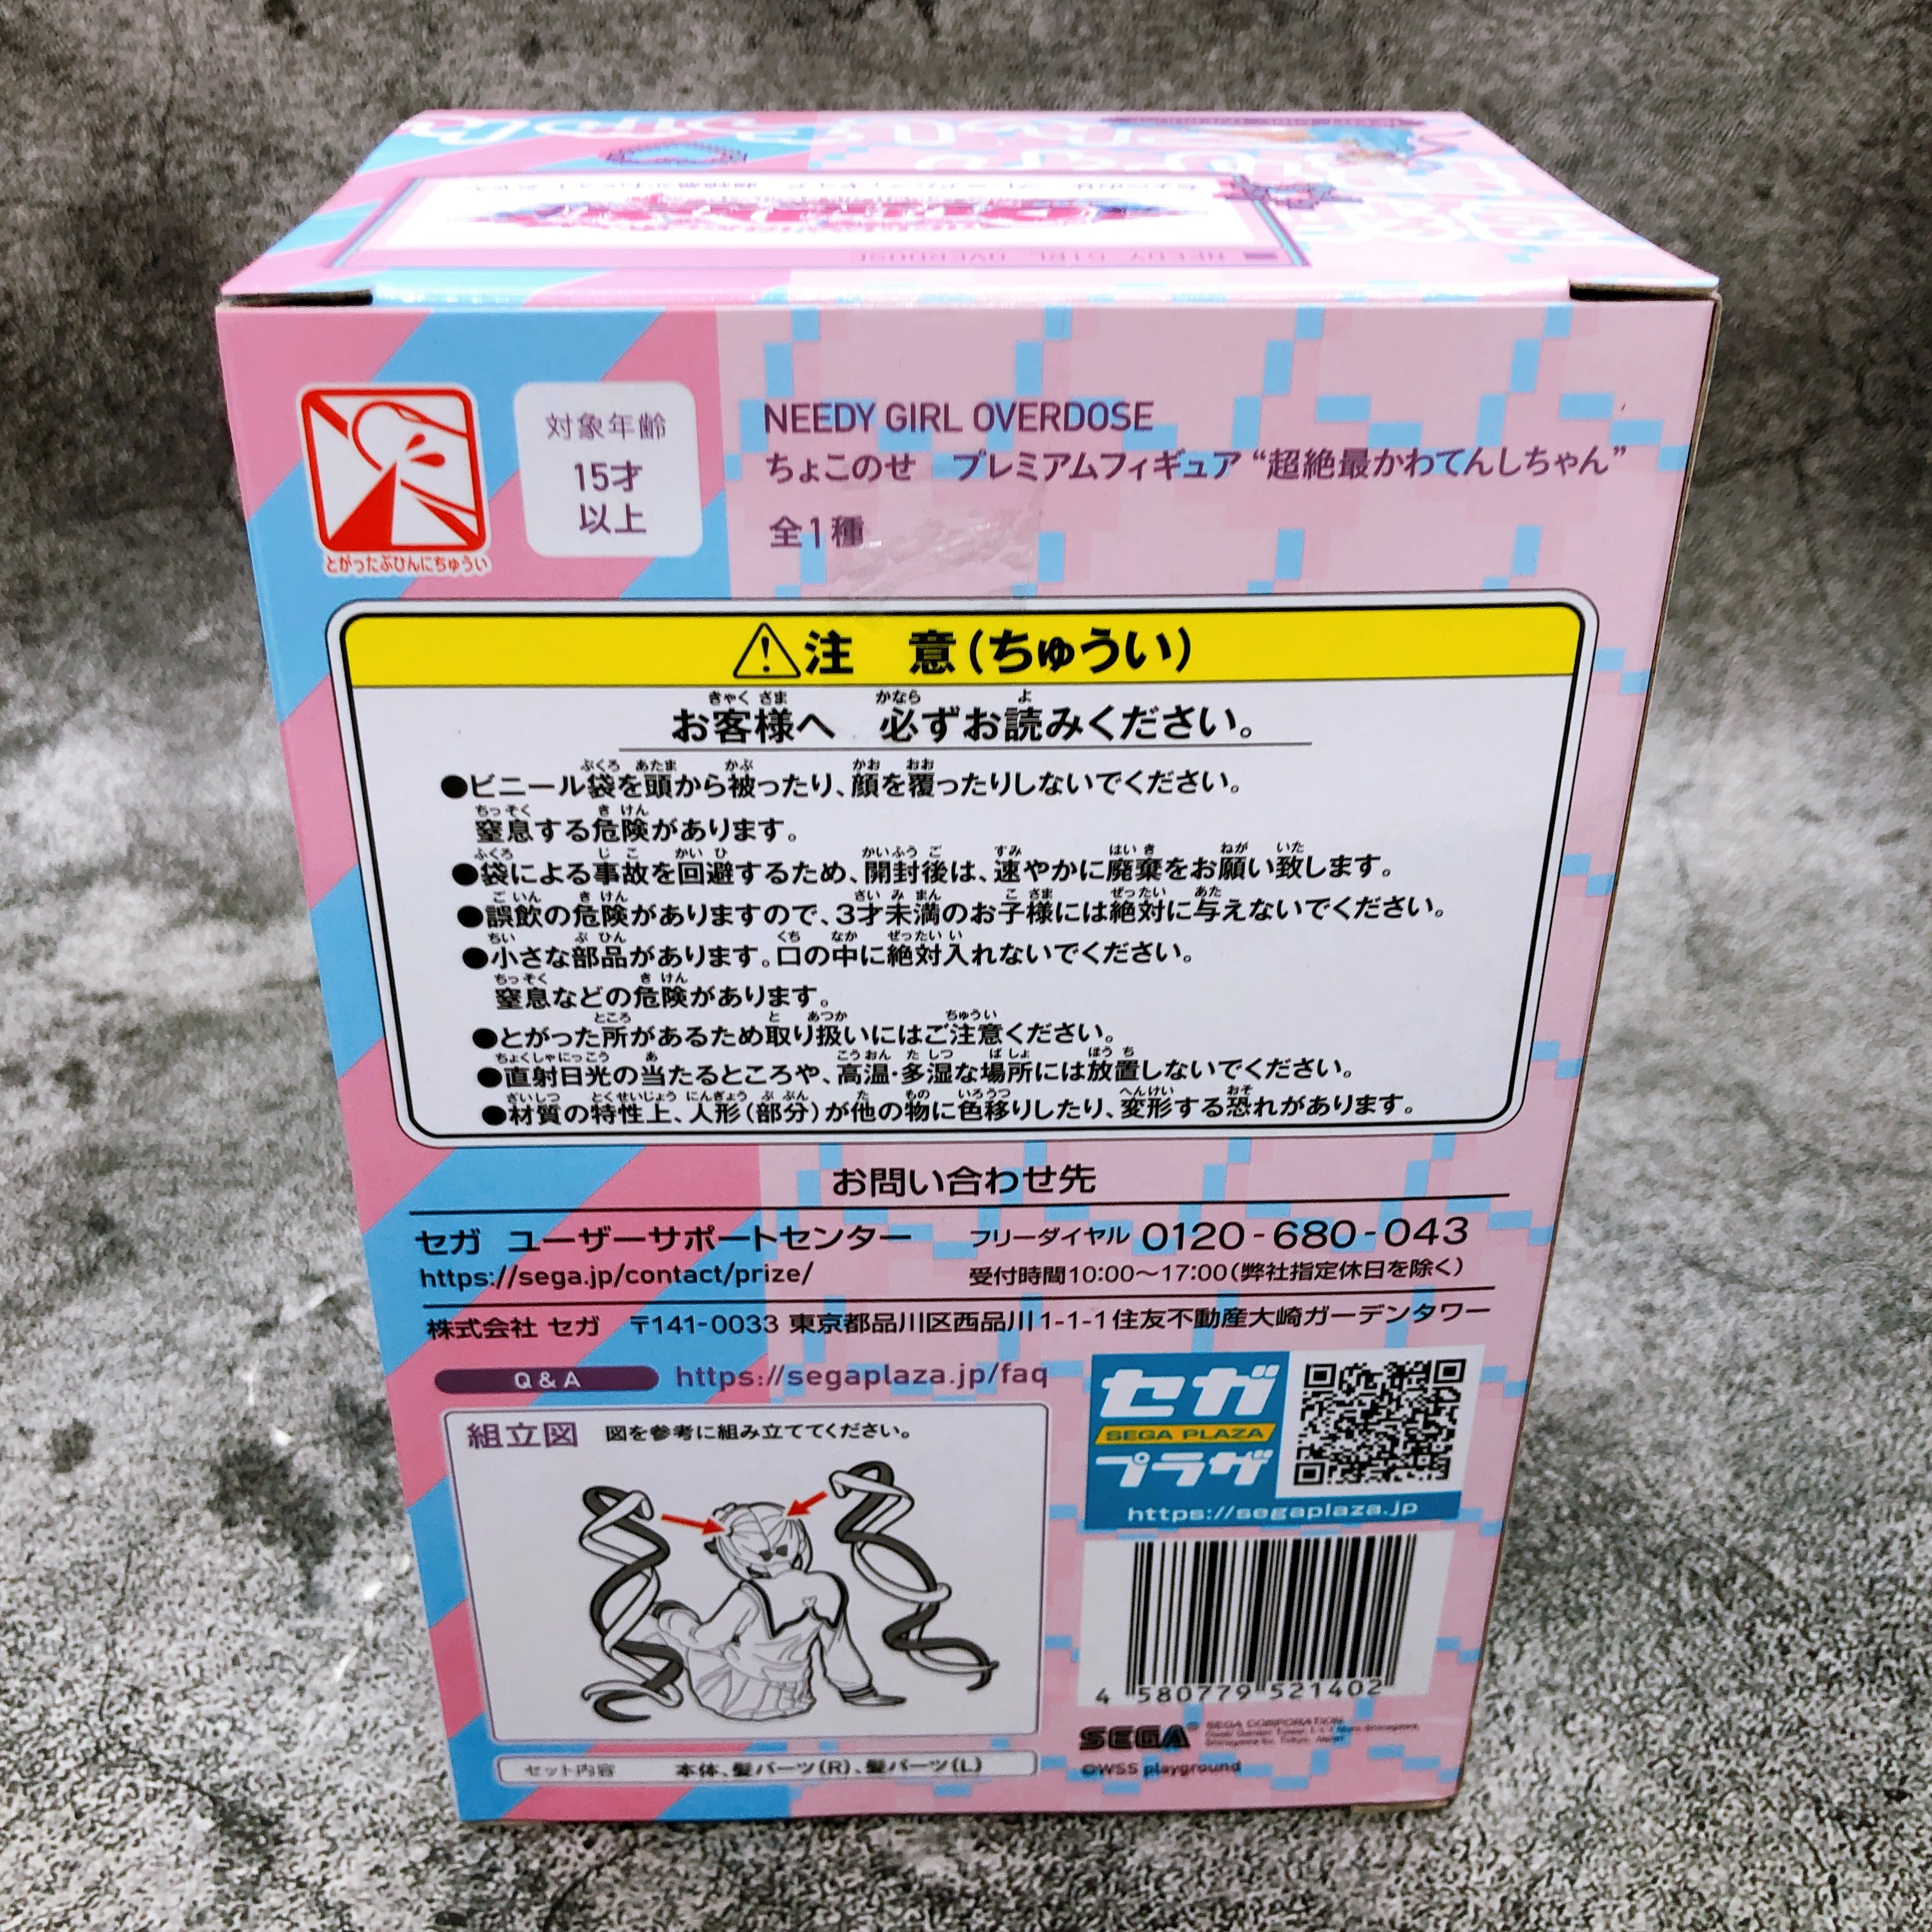 NEEDY GIRL OVERDOSE
とがったぶひんにちゅうい
対象年齢
15才
以上
NEEDY GIRL OVERDOSE
ちょこのせ プレミアムフィギュア“超絶最かわてんしちゃん”
全1種
注 意(ちゅうい)
お客様へ 必ずお読みください。
●ビニール袋を頭から被ったり、顔を覆ったりしないでください。
窒息する危険があります。
●袋による事故を回避するため、開封後は、速やかに廃棄をお願い致します。
●誤飲の危険がありますので、3才未満のお子様には絶対に与えないでください。
●小さな部品があります。口の中に絶対入れないでください。
窒息などの危険があります。
●とがった所があるため取り扱いにはご注意ください。
●直射日光の当たるところや、高温・多湿な場所には放置しないでください。
●材質の特性上、人形(部分)が他の物に色移りしたり、変形する恐れがあります。
お問い合わせ先
セガ ユーザーサポートセンター フリーダイヤル 0120-680-043
https://sega.jp/contact/prize/ 受付時間10:00〜17:00(弊社指定休日を除く)
株式会社 セガ 〒141-0033 東京都品川区西品川1-1-1住友不動産大崎ガーデンタワー
Q&A https://segaplaza.jp/faq
組立図 図を参考に組み立ててください。
セガ
SEGA PLAZA
プラザ
https://segaplaza.jp
4 580779 521402
SEGA
SEGA CORPORATION
©WSS playground
セット内容 本体、髪パーツ(R)、髪パーツ(L)